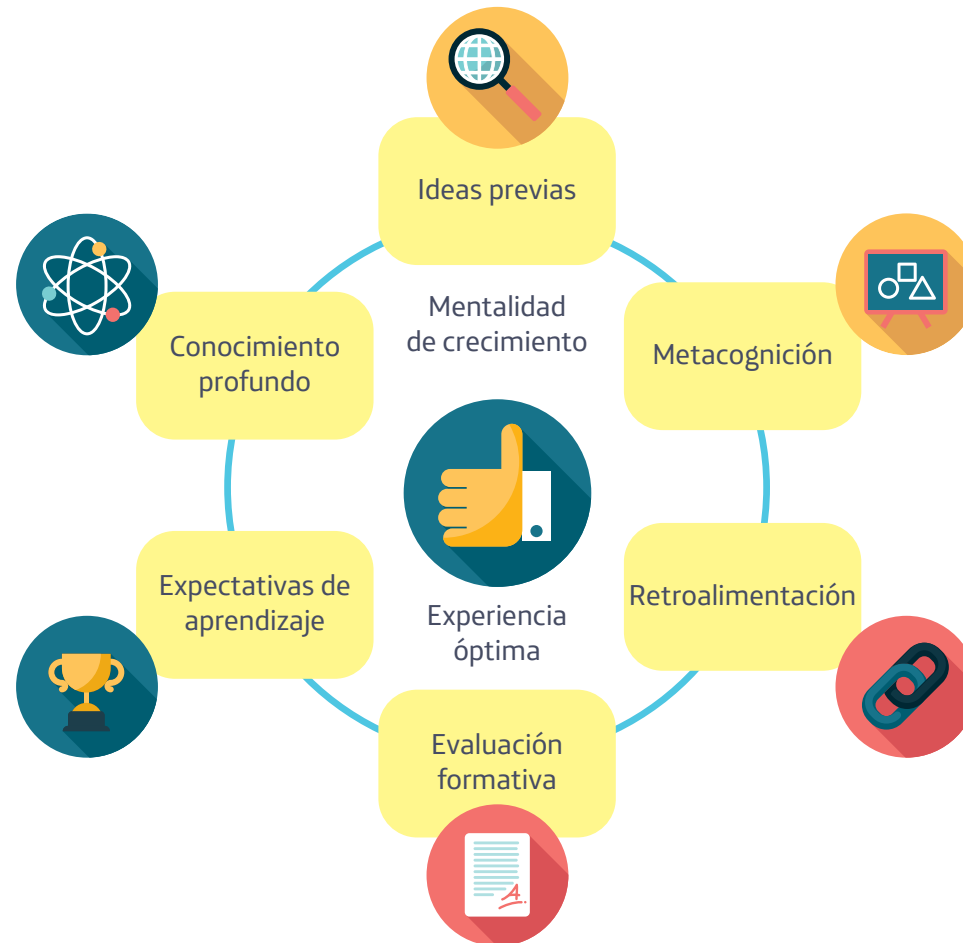 Ideas previas
Mentalidad
de crecimiento
Metacognición
Conocimiento
profundo
Expectativas de
aprendizaje
Retroalimentación
Experiencia
óptima
Evaluación
formativa
A